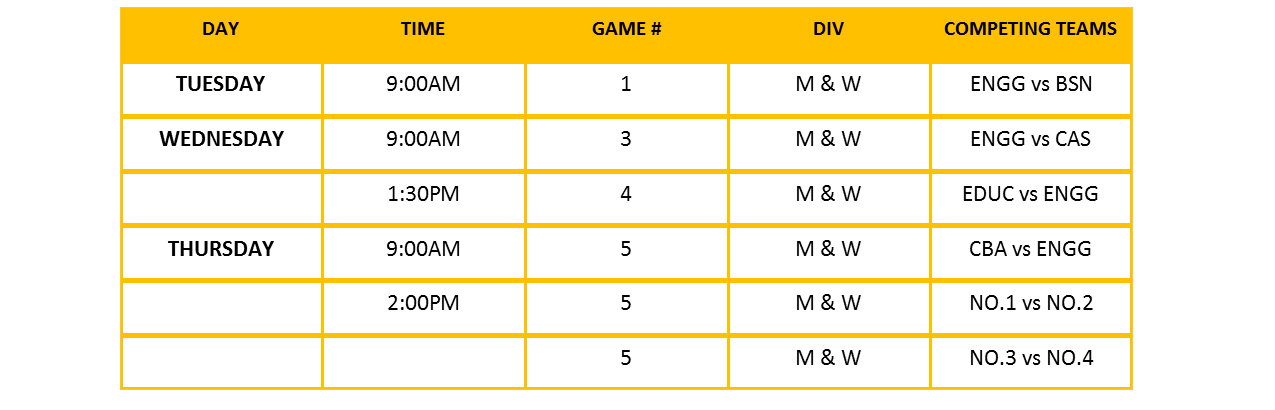 DAY TIME GAME # DIV COMPETING TEAMS
TUESDAY 9:00AM 1 M & W ENGG vs BSN
WEDNESDAY 9:00AM 3 M & W ENGG vs CAS
1:30PM 4 M & W EDUC vs ENGG
THURSDAY 9:00AM 5 M & W CBA vs ENGG
2:00PM 5 M & W NO.1 vs NO.2
5 M & W NO.3 vs NO.4